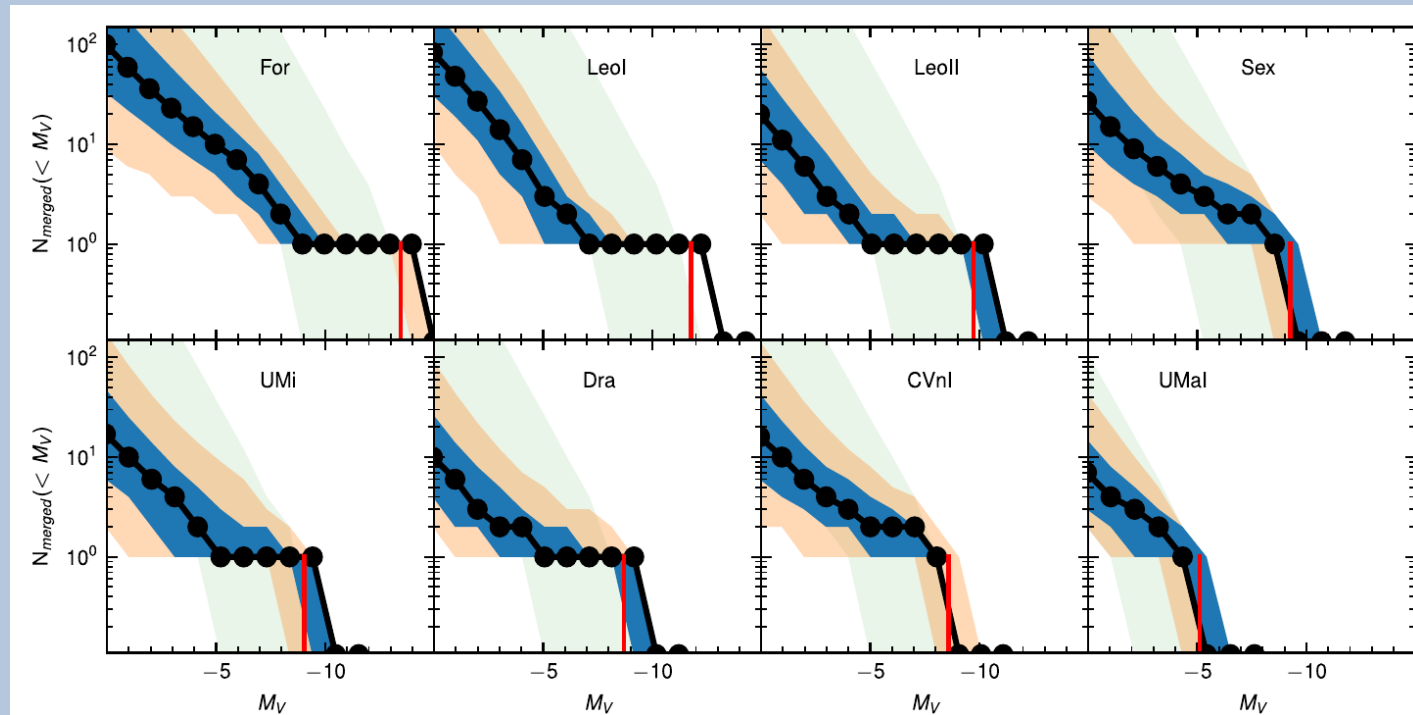 For
LeoI
LeoII
Sex
10²
10¹
10⁰
N_merged(< M_V)
UMi
Dra
CVnI
UMaI
10²
10¹
10⁰
N_merged(< M_V)
−5 −10 −5 −10 −5 −10 −5 −10
M_V M_V M_V M_V